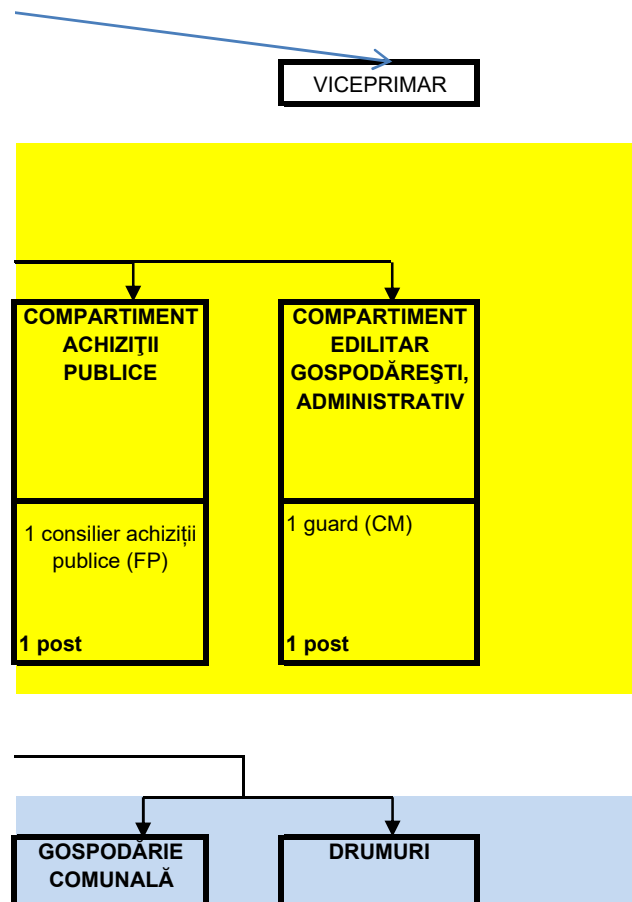 VICEPRIMAR
COMPARTIMENT
ACHIZIŢII
PUBLICE
1 consilier achiziții
publice (FP)
1 post
COMPARTIMENT
EDILITAR
GOSPODĂREŞTI,
ADMINISTRATIV
1 guard (CM)
1 post
GOSPODĂRIE
COMUNALĂ
DRUMURI